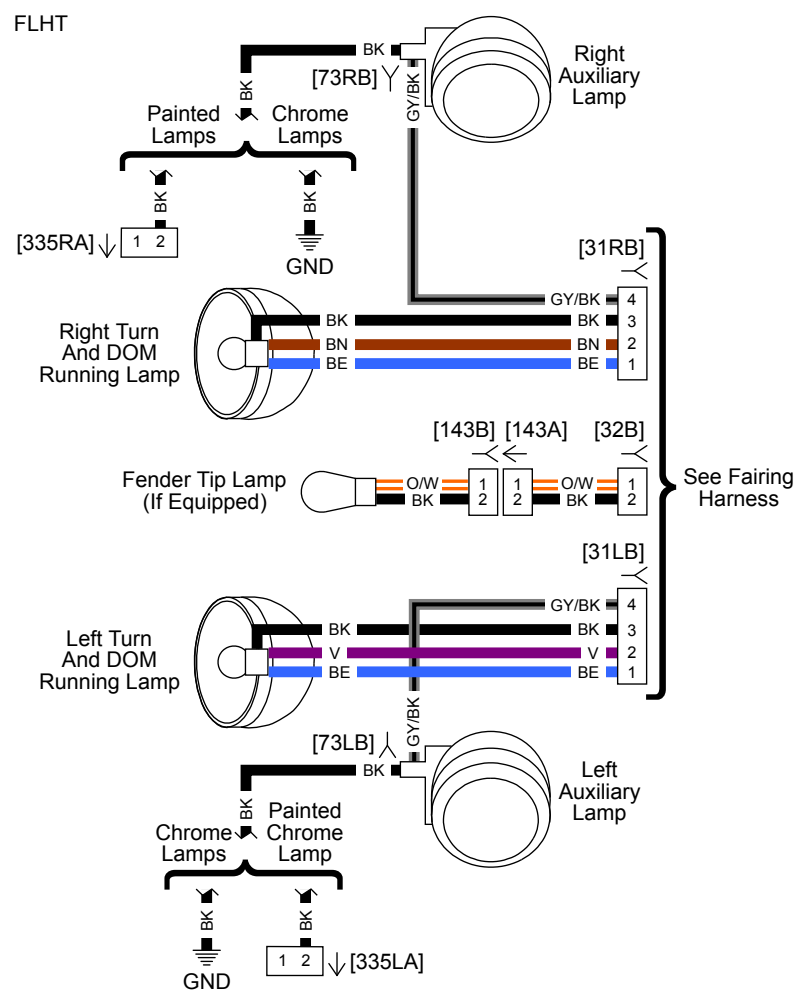 FLHT
BK
[73RB]
Right
Auxiliary
Lamp
BK
GY/BK
Painted
Lamps
Chrome
Lamps
BK
BK
[335RA]
1 2
GND
[31RB]
GY/BK
4
Right Turn
And DOM
Running Lamp
BK
BK
3
BN
BN
2
BE
BE
1
[143B]
[143A]
[32B]
Fender Tip Lamp
(If Equipped)
O/W
1
1
O/W
1
BK
2
2
BK
2
See Fairing
Harness
[31LB]
GY/BK
4
Left Turn
And DOM
Running Lamp
BK
BK
3
V
V
2
BE
BE
1
GY/BK
[73LB]
BK
Left
Auxiliary
Lamp
BK
Chrome
Lamps
Painted
Chrome
Lamp
BK
BK
GND
1 2
[335LA]